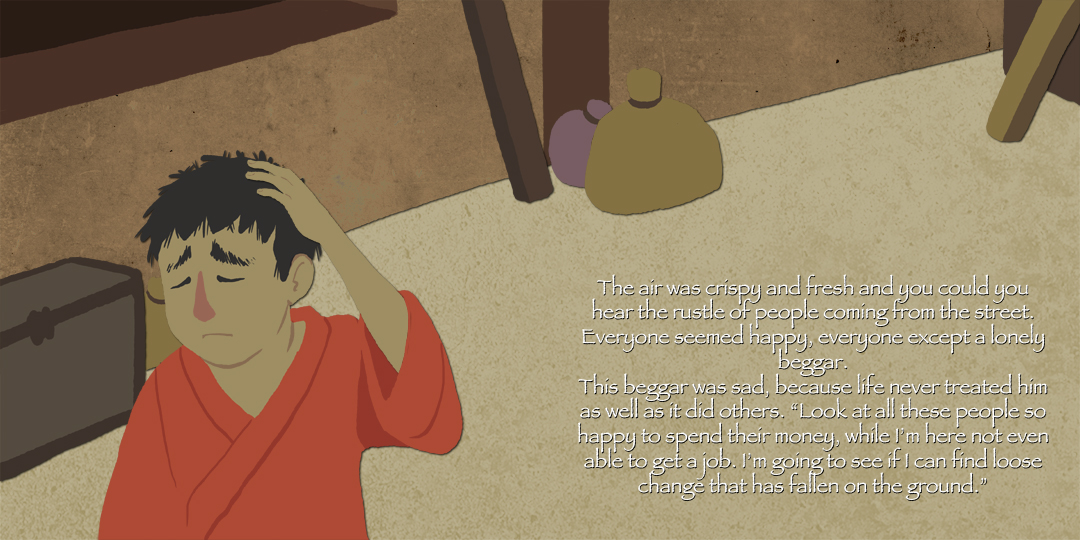 The air was crispy and fresh and you could you
hear the rustle of people coming from the street.
Everyone seemed happy, everyone except a lonely
beggar.
This beggar was sad, because life never treated him
as well as it did others. “Look at all these people so
happy to spend their money, while I’m here not even
able to get a job. I’m going to see if I can find loose
change that has fallen on the ground.”